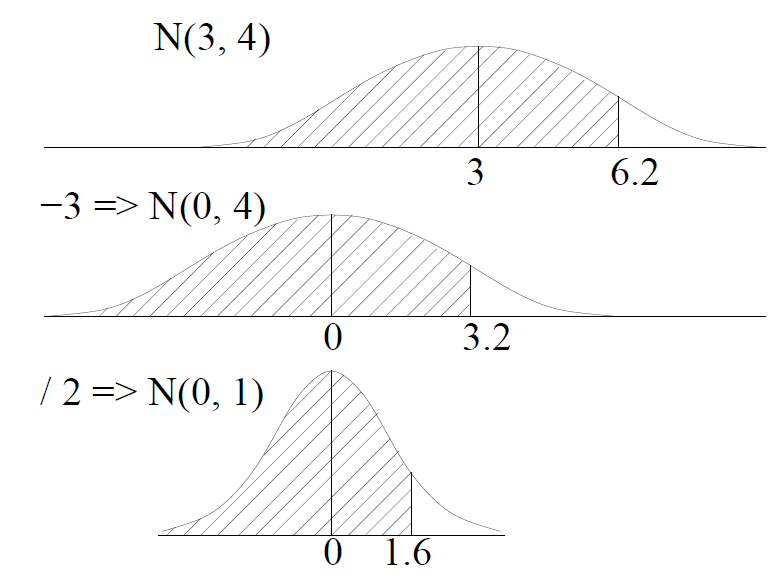 N(3, 4)
3 6.2
−3 => N(0, 4)
0 3.2
/ 2 => N(0, 1)
0 1.6